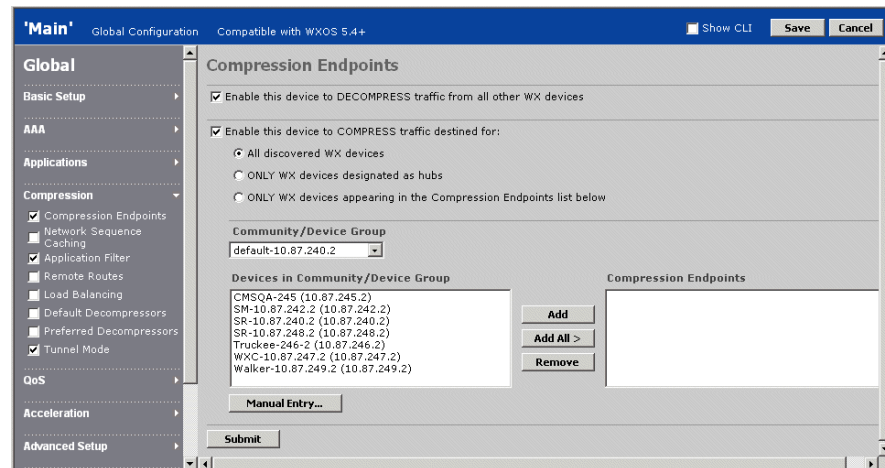 'Main' Global Configuration Compatible with WXOS 5.4+ Show CLI Save Cancel
Global
Basic Setup
AAA
Applications
Compression
Compression Endpoints
Network Sequence
Caching
Application Filter
Remote Routes
Load Balancing
Default Decompressors
Preferred Decompressors
Tunnel Mode
QoS
Acceleration
Advanced Setup
Compression Endpoints
Enable this device to DECOMPRESS traffic from all other WX devices
Enable this device to COMPRESS traffic destined for:
All discovered WX devices
ONLY WX devices designated as hubs
ONLY WX devices appearing in the Compression Endpoints list below
Community/Device Group
default-10.87.240.2
Devices in Community/Device Group
CMSQA-245 (10.87.245.2)
SM-10.87.242.2 (10.87.242.2)
SR-10.87.240.2 (10.87.240.2)
SR-10.87.248.2 (10.87.248.2)
Truckee-246-2 (10.87.246.2)
WXC-10.87.247.2 (10.87.247.2)
Walker-10.87.249.2 (10.87.249.2)
Add
Add All >
Remove
Compression Endpoints
Manual Entry...
Submit